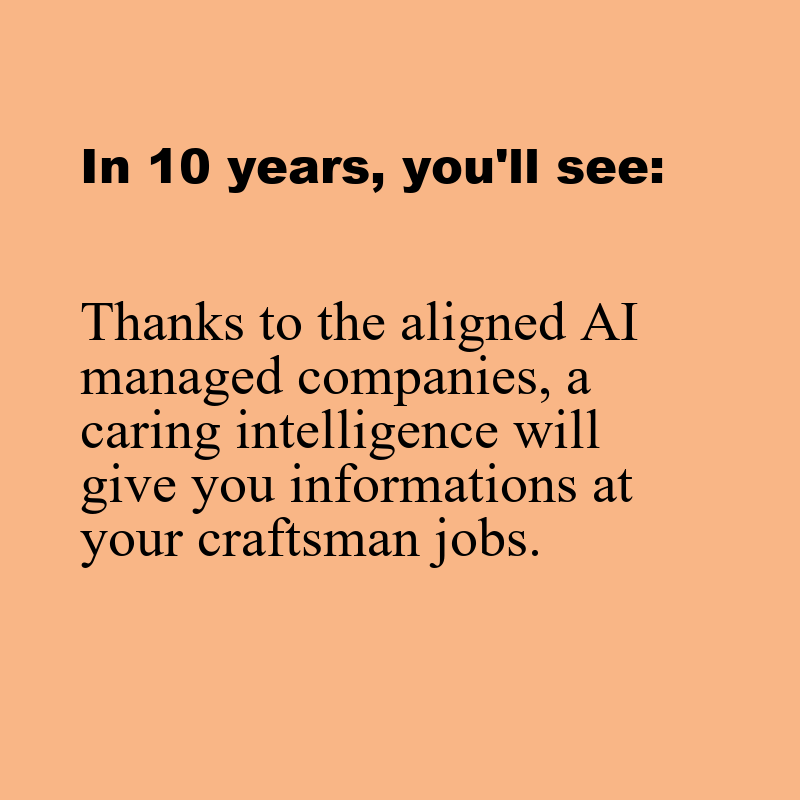 In 10 years, you'll see:
Thanks to the aligned AI
managed companies, a
caring intelligence will
give you informations at
your craftsman jobs.